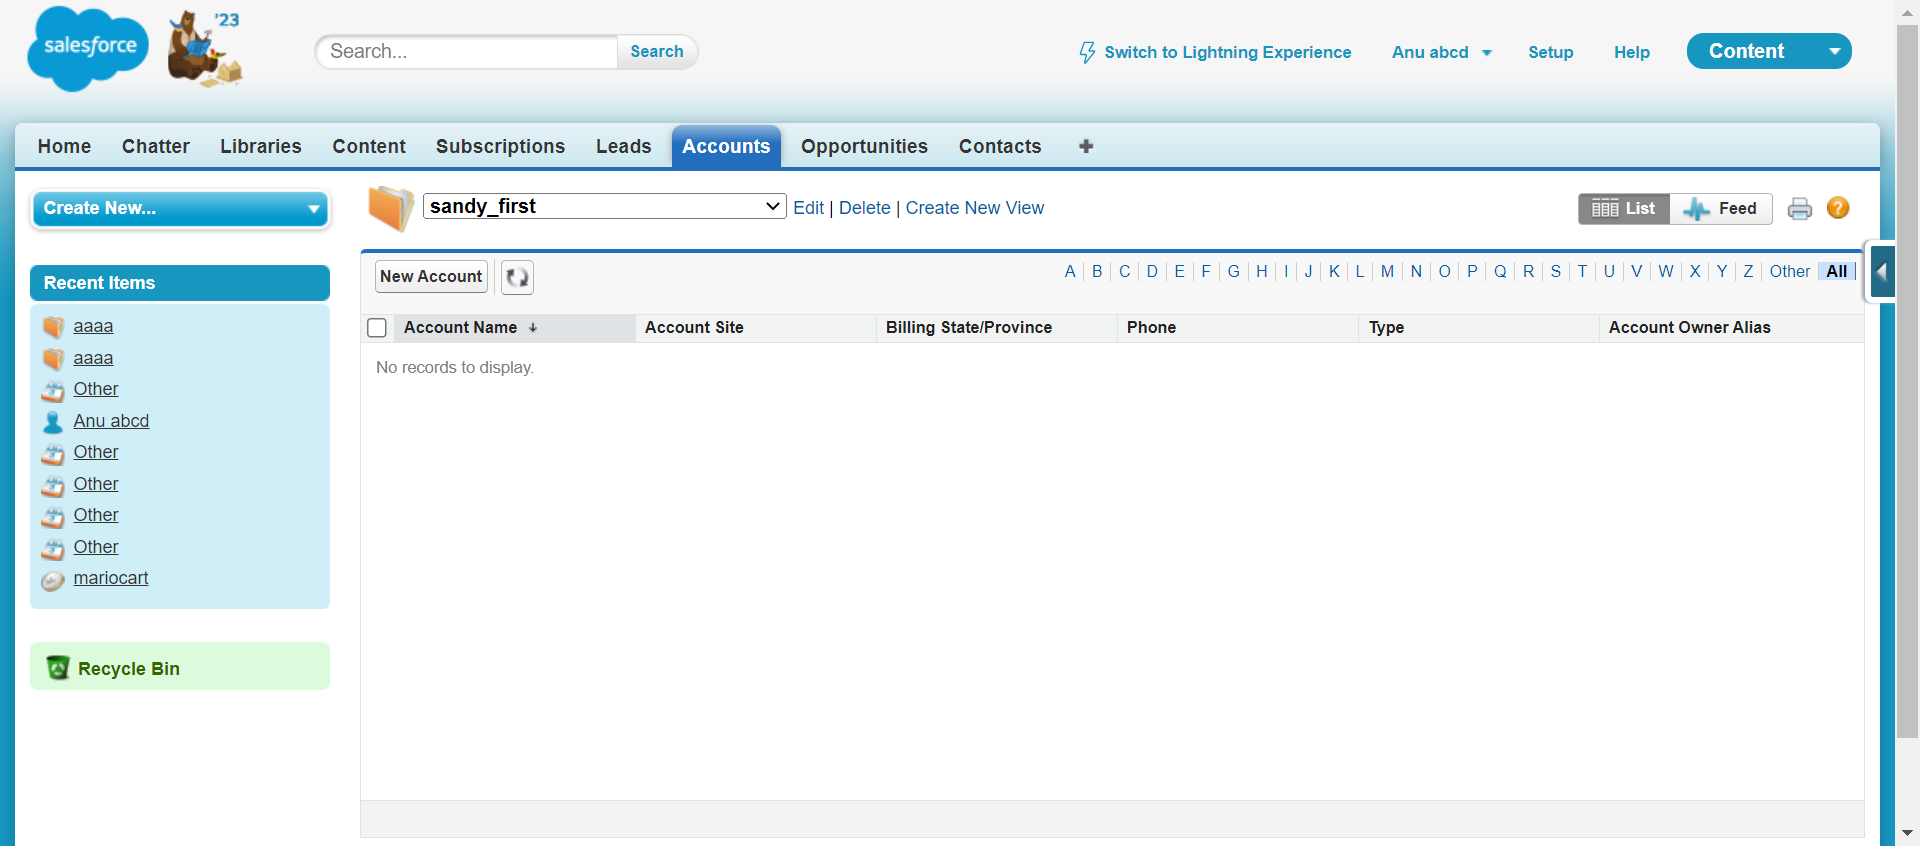 salesforce
'23
Search...
Search
Switch to Lightning Experience
Anu abcd
Setup
Help
Content
Home
Chatter
Libraries
Content
Subscriptions
Leads
Accounts
Opportunities
Contacts
+
Create New...
sandy_first
Edit | Delete | Create New View
List
Feed
?
Recent Items
aaaa
aaaa
Other
Anu abcd
Other
Other
Other
Other
mariocart
Recycle Bin
New Account
A | B | C | D | E | F | G | H | I | J | K | L | M | N | O | P | Q | R | S | T | U | V | W | X | Y | Z | Other | All
Account Name
Account Site
Billing State/Province
Phone
Type
Account Owner Alias
No records to display.